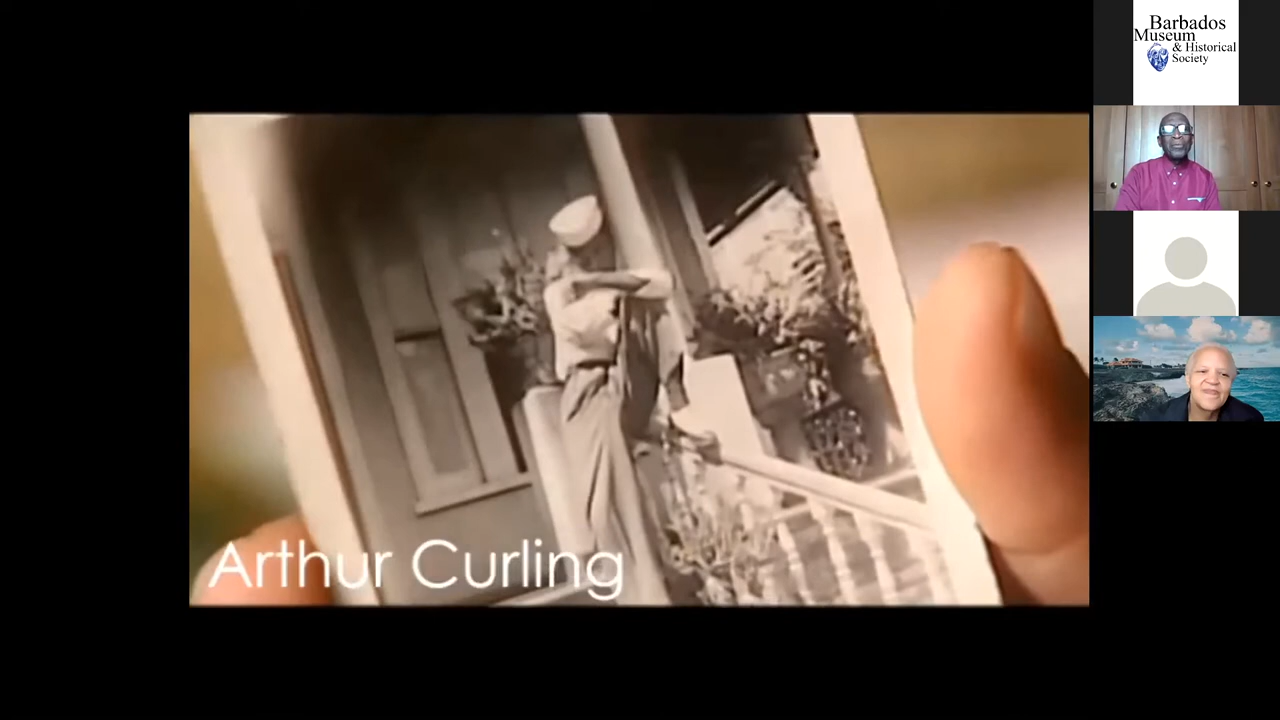 Arthur Curling
Barbados
Museum
& Historical
Society